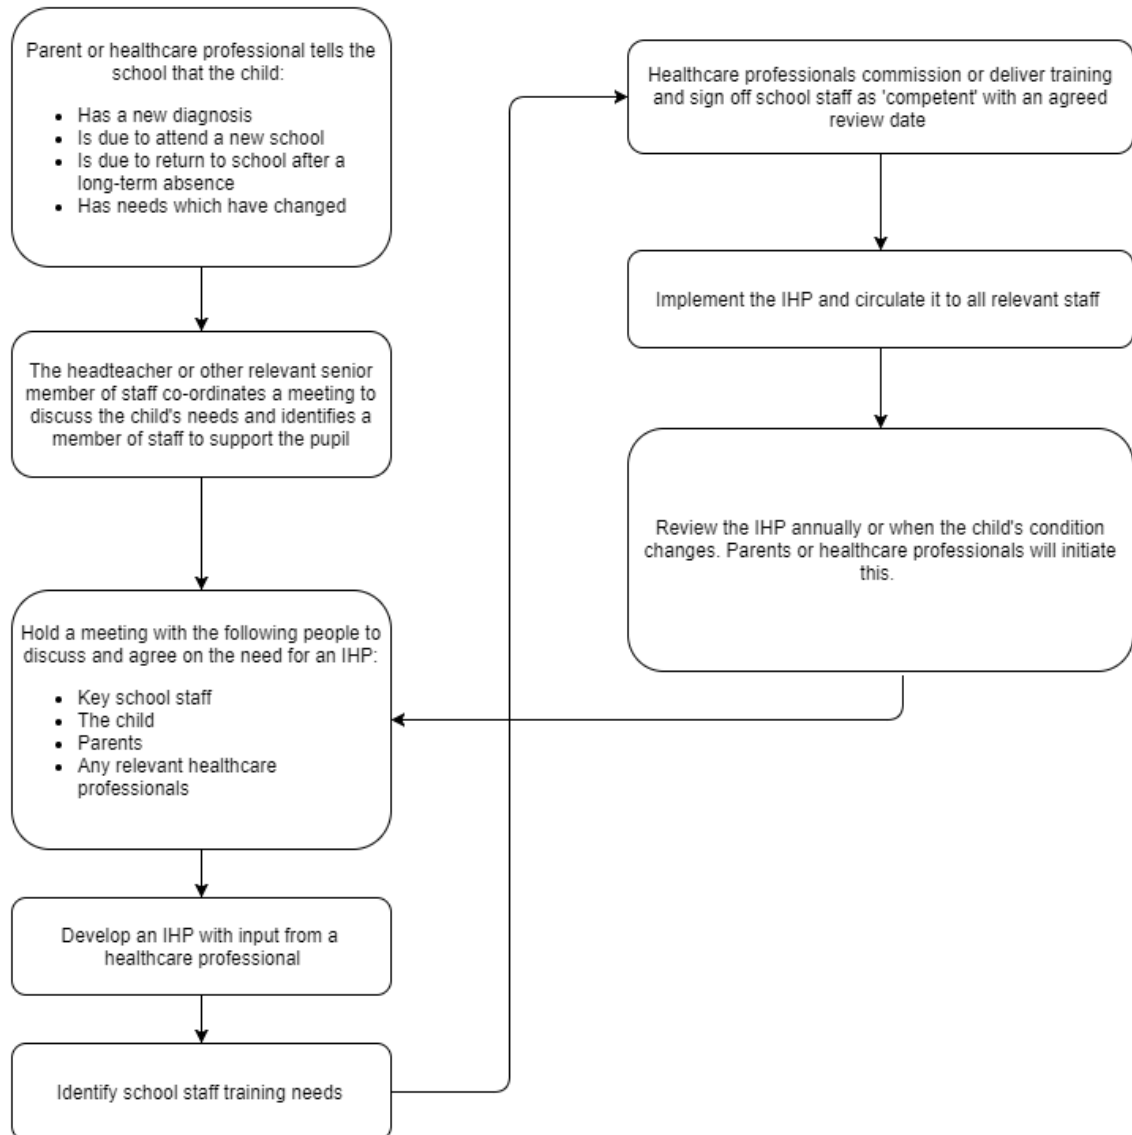 Parent or healthcare professional tells the
school that the child:
• Has a new diagnosis
• Is due to attend a new school
• Is due to return to school after a
long-term absence
• Has needs which have changed
The headteacher or other relevant senior
member of staff co-ordinates a meeting to
discuss the child's needs and identifies a
member of staff to support the pupil
Hold a meeting with the following people to
discuss and agree on the need for an IHP:
• Key school staff
• The child
• Parents
• Any relevant healthcare
professionals
Develop an IHP with input from a
healthcare professional
Identify school staff training needs
Healthcare professionals commission or deliver training
and sign off school staff as 'competent' with an agreed
review date
Implement the IHP and circulate it to all relevant staff
Review the IHP annually or when the child's condition
changes. Parents or healthcare professionals will initiate
this.